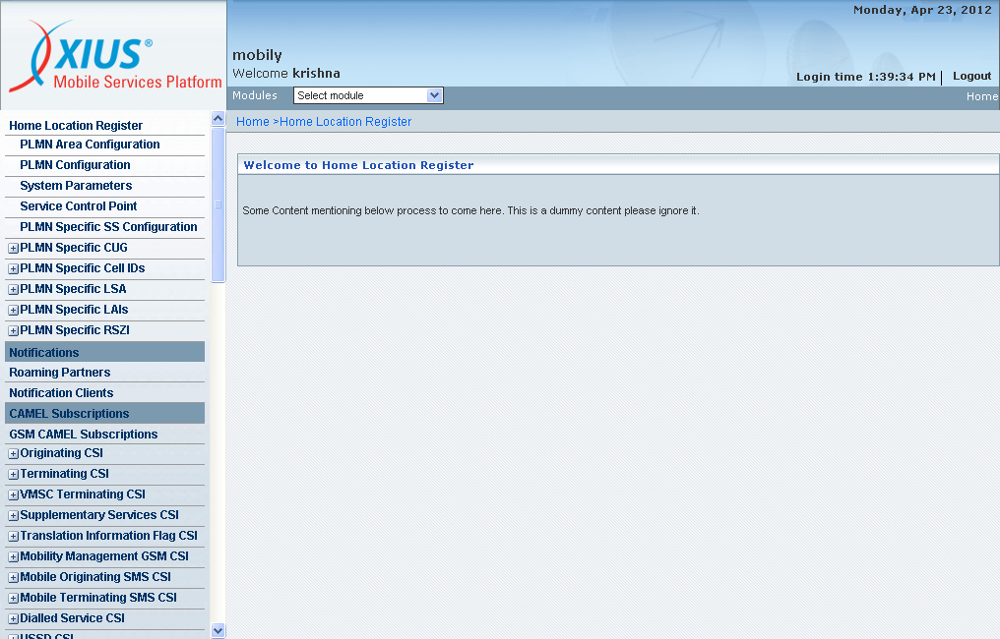 Monday, Apr 23, 2012
XIUS®
Mobile Services Platform
mobily
Welcome krishna
Login time 1:39:34 PM | Logout
Modules Select module
Home
Home Location Register
PLMN Area Configuration
PLMN Configuration
System Parameters
Service Control Point
PLMN Specific SS Configuration
PLMN Specific CUG
PLMN Specific Cell IDs
PLMN Specific LSA
PLMN Specific LAIs
PLMN Specific RSZI
Notifications
Roaming Partners
Notification Clients
CAMEL Subscriptions
GSM CAMEL Subscriptions
Originating CSI
Terminating CSI
VMSC Terminating CSI
Supplementary Services CSI
Translation Information Flag CSI
Mobility Management GSM CSI
Mobile Originating SMS CSI
Mobile Terminating SMS CSI
Dialled Service CSI
USSD CSI
Home >Home Location Register
Welcome to Home Location Register
Some Content mentioning below process to come here. This is a dummy content please ignore it.